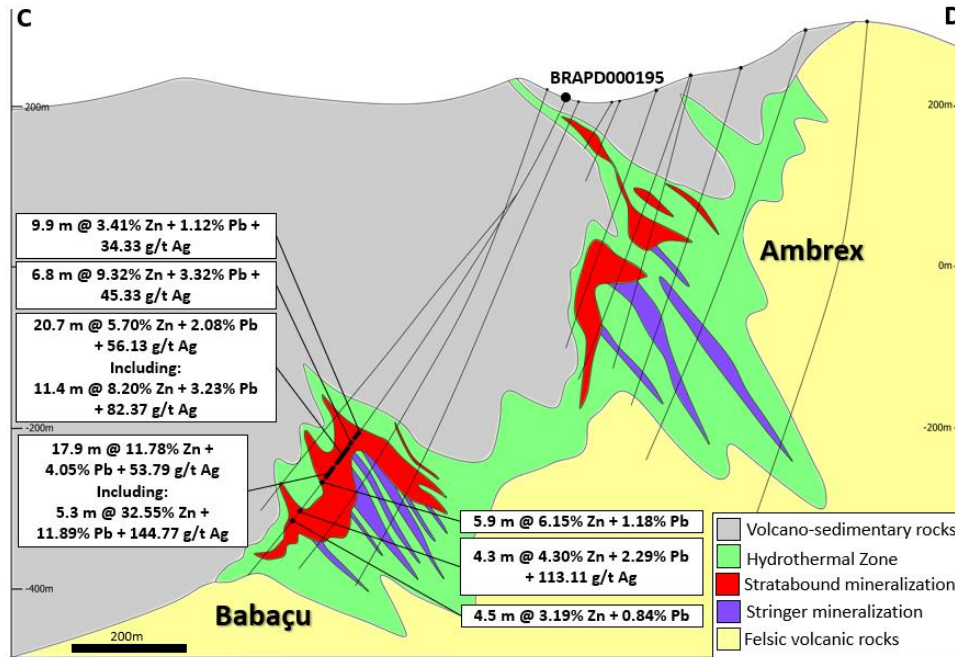 C
D
BRAPD000195
200m
200m
9.9 m @ 3.41% Zn + 1.12% Pb +
34.33 g/t Ag
6.8 m @ 9.32% Zn + 3.32% Pb +
45.33 g/t Ag
Ambrex
0m
20.7 m @ 5.70% Zn + 2.08% Pb
+ 56.13 g/t Ag
Including:
11.4 m @ 8.20% Zn + 3.23% Pb
+ 82.37 g/t Ag
-200m
-200m
17.9 m @ 11.78% Zn +
4.05% Pb + 53.79 g/t Ag
Including:
5.3 m @ 32.55% Zn +
11.89% Pb + 144.77 g/t Ag
5.9 m @ 6.15% Zn + 1.18% Pb
4.3 m @ 4.30% Zn + 2.29% Pb
+ 113.11 g/t Ag
4.5 m @ 3.19% Zn + 0.84% Pb
-400m
Babaçu
200m
Volcano-sedimentary rocks
Hydrothermal Zone
Stratabound mineralization
Stringer mineralization
Felsic volcanic rocks